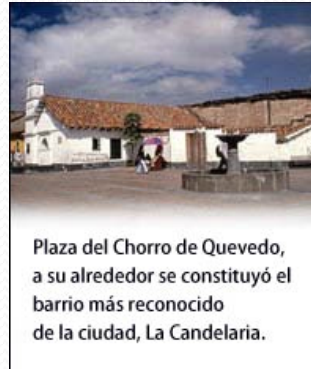 Plaza del Chorro de Quevedo,
a su alrededor se constituyó el
barrio más reconocido
de la ciudad, La Candelaria.